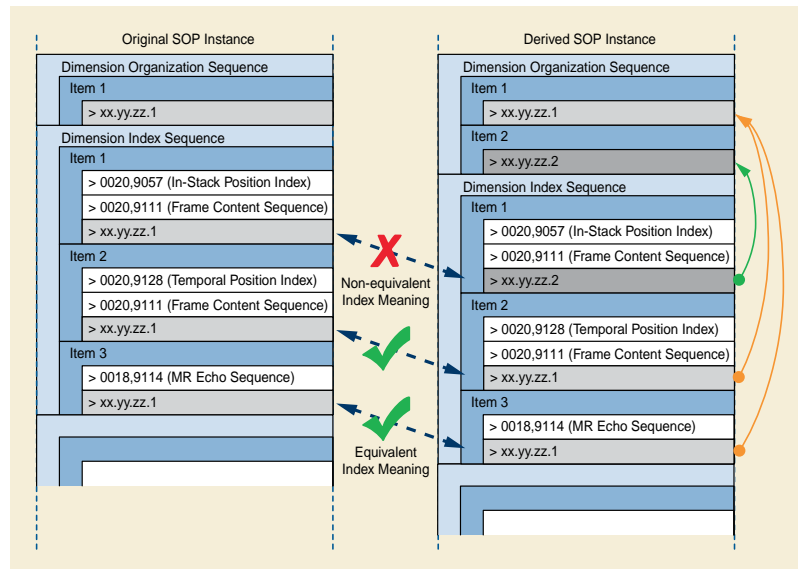 Original SOP Instance
Dimension Organization Sequence
Item 1
> xx.yy.zz.1
Dimension Index Sequence
Item 1
> 0020,9057 (In-Stack Position Index)
> 0020,9111 (Frame Content Sequence)
> xx.yy.zz.1
Item 2
> 0020,9128 (Temporal Position Index)
> 0020,9111 (Frame Content Sequence)
> xx.yy.zz.1
Item 3
> 0018,9114 (MR Echo Sequence)
> xx.yy.zz.1
Non-equivalent
Index Meaning
Equivalent
Index Meaning
Derived SOP Instance
Dimension Organization Sequence
Item 1
> xx.yy.zz.1
Item 2
> xx.yy.zz.2
Dimension Index Sequence
Item 1
> 0020,9057 (In-Stack Position Index)
> 0020,9111 (Frame Content Sequence)
> xx.yy.zz.2
Item 2
> 0020,9128 (Temporal Position Index)
> 0020,9111 (Frame Content Sequence)
> xx.yy.zz.1
Item 3
> 0018,9114 (MR Echo Sequence)
> xx.yy.zz.1